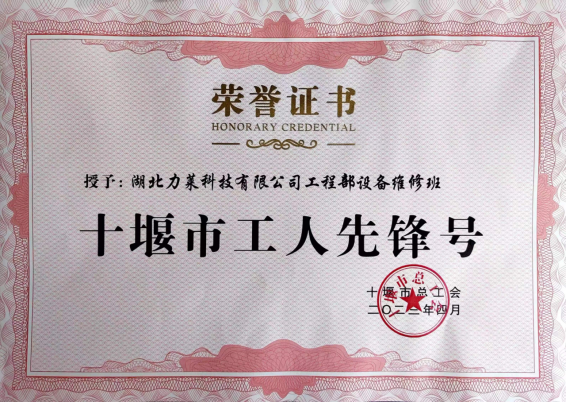 荣誉证书
HONORARY CREDENTIAL
授予：湖北力莱科技有限公司工程部设备维修班
十堰市工人先锋号
十堰市总工会
二〇二三年四月